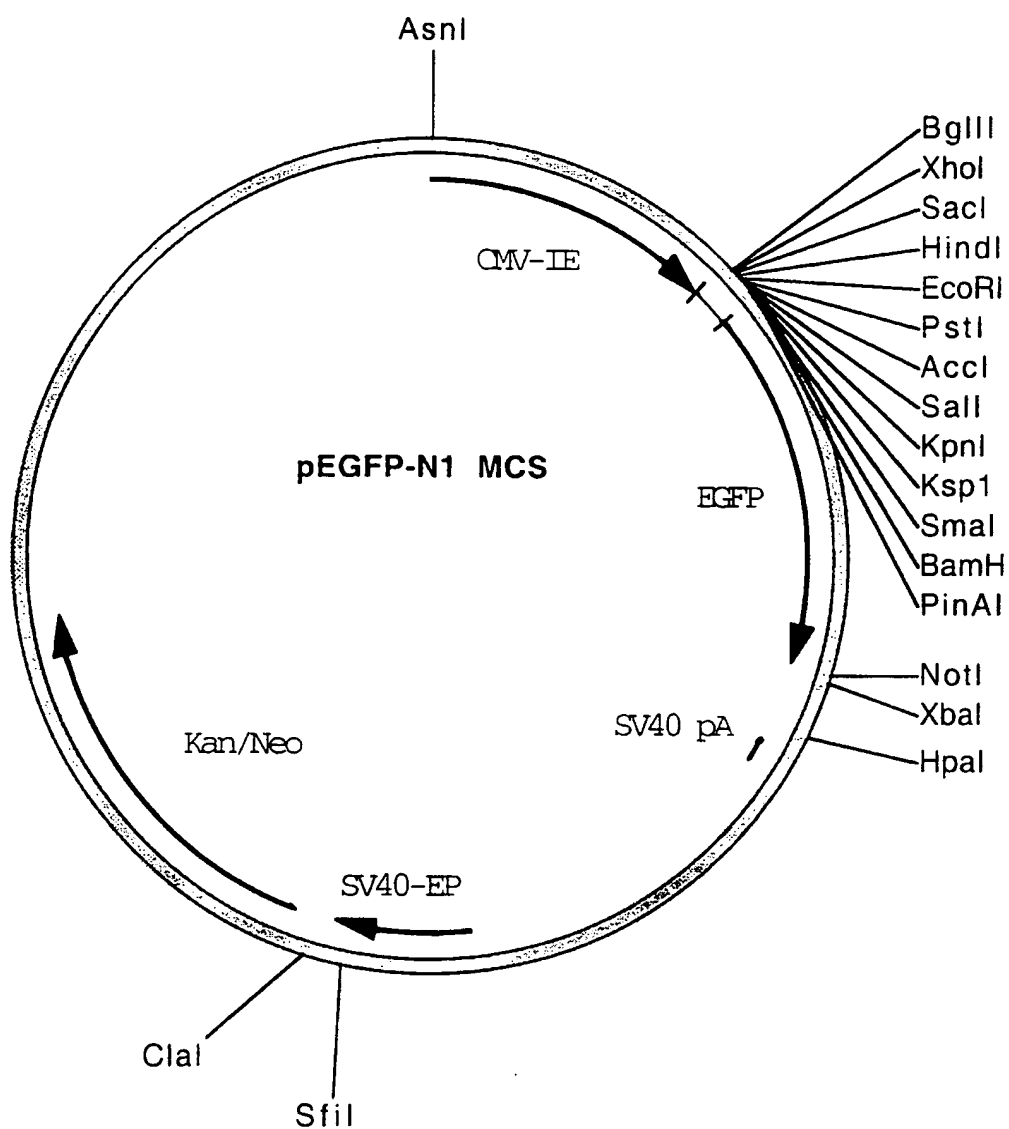 AsnI
BglII
XhoI
SacI
HindI
EcoRI
PstI
AccI
SalI
KpnI
Ksp1
SmaI
BamH
PinAI
NotI
XbaI
HpaI
CMV-IE
pEGFP-N1 MCS
EGFP
SV40 pA
Kan/Neo
SV40-EP
ClaI
SfiI